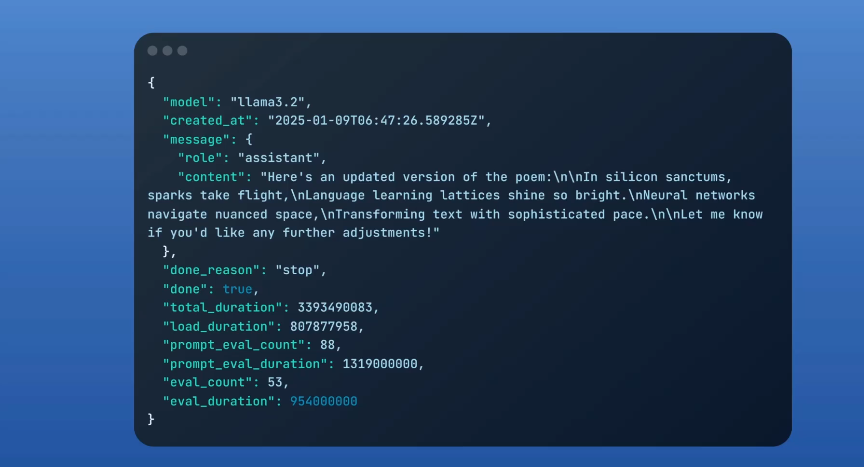 {
  "model": "llama3.2",
  "created_at": "2025-01-09T06:47:26.589285Z",
  "message": {
    "role": "assistant",
    "content": "Here's an updated version of the poem:\n\nIn silicon sanctums,
sparks take flight,\nLanguage learning lattices shine so bright.\nNeural networks
navigate nuanced space,\nTransforming text with sophisticated pace.\n\nLet me know
if you'd like any further adjustments!"
  },
  "done_reason": "stop",
  "done": true,
  "total_duration": 3393490083,
  "load_duration": 807877958,
  "prompt_eval_count": 88,
  "prompt_eval_duration": 1319000000,
  "eval_count": 53,
  "eval_duration": 954000000
}